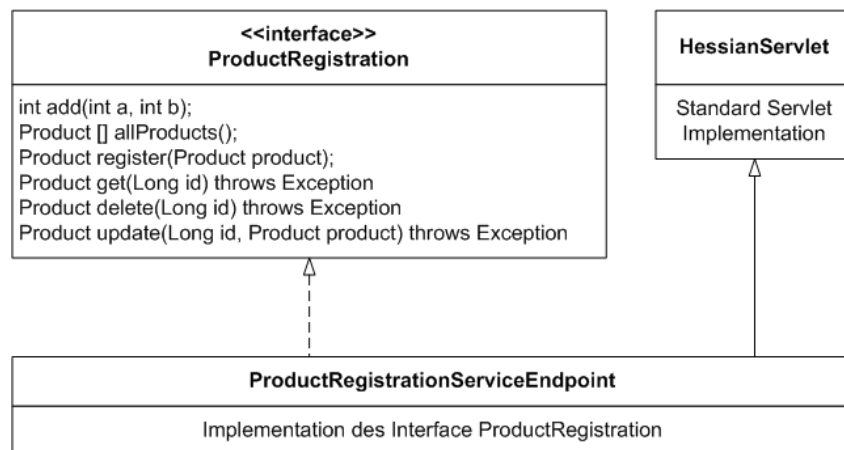 <<interface>>
ProductRegistration
int add(int a, int b);
Product [] allProducts();
Product register(Product product);
Product get(Long id) throws Exception
Product delete(Long id) throws Exception
Product update(Long id, Product product) throws Exception
HessianServlet
Standard Servlet
Implementation
ProductRegistrationServiceEndpoint
Implementation des Interface ProductRegistration